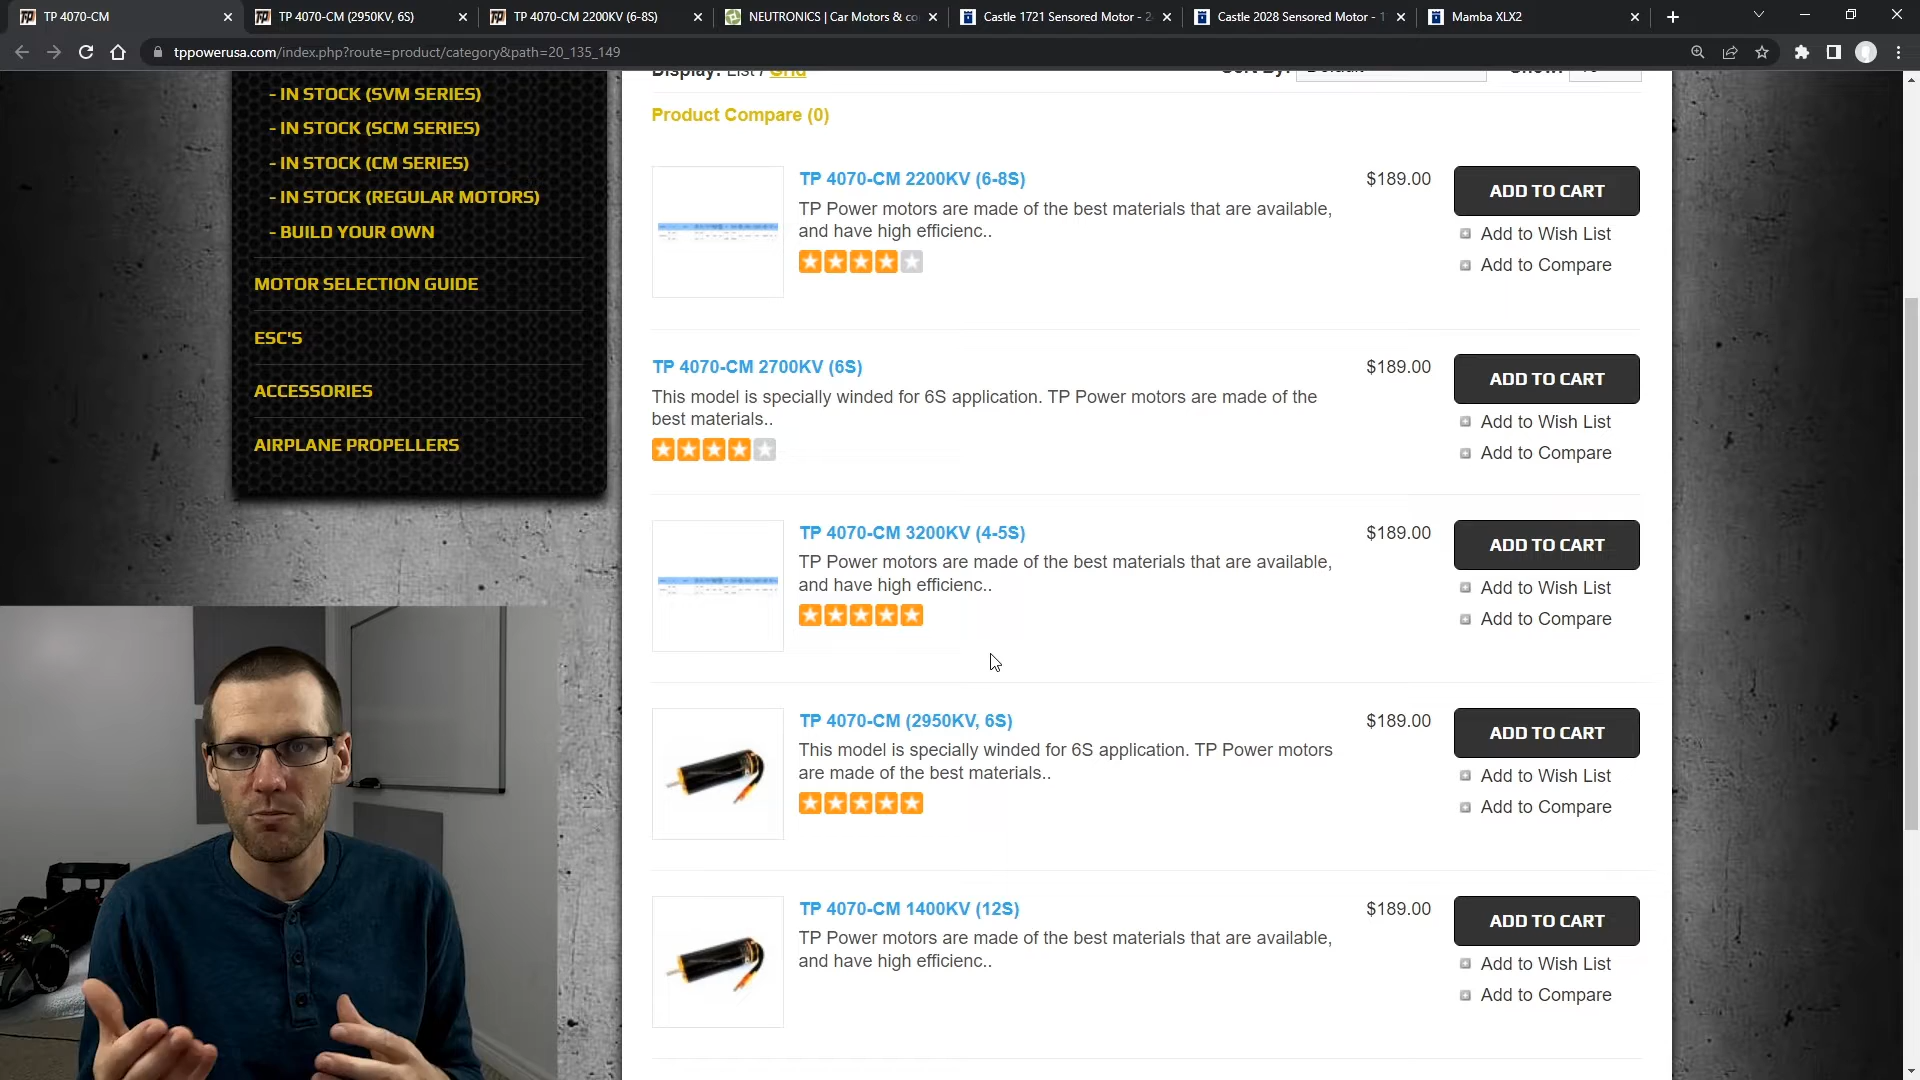 TP 4070-CM
TP 4070-CM (2950KV, 6S)
TP 4070-CM 2200KV (6-8S)
NEUTRONICS | Car Motors & co
Castle 1721 Sensored Motor - 2
Castle 2028 Sensored Motor - 1
Mamba XLX2
tppowerusa.com/index.php?route=product/category&path=20_135_149
- IN STOCK (SVM SERIES)
- IN STOCK (SCM SERIES)
- IN STOCK (CM SERIES)
- IN STOCK (REGULAR MOTORS)
- BUILD YOUR OWN
MOTOR SELECTION GUIDE
ESC'S
ACCESSORIES
AIRPLANE PROPELLERS
Display: List / Grid
Sort By: Default
Product Compare (0)
TP 4070-CM 2200KV (6-8S)
TP Power motors are made of the best materials that are available,
and have high efficienc..
$189.00
ADD TO CART
Add to Wish List
Add to Compare
TP 4070-CM 2700KV (6S)
This model is specially winded for 6S application. TP Power motors are made of the
best materials..
$189.00
ADD TO CART
Add to Wish List
Add to Compare
TP 4070-CM 3200KV (4-5S)
TP Power motors are made of the best materials that are available,
and have high efficienc..
$189.00
ADD TO CART
Add to Wish List
Add to Compare
TP 4070-CM (2950KV, 6S)
This model is specially winded for 6S application. TP Power motors
are made of the best materials..
$189.00
ADD TO CART
Add to Wish List
Add to Compare
TP 4070-CM 1400KV (12S)
TP Power motors are made of the best materials that are available,
and have high efficienc..
$189.00
ADD TO CART
Add to Wish List
Add to Compare